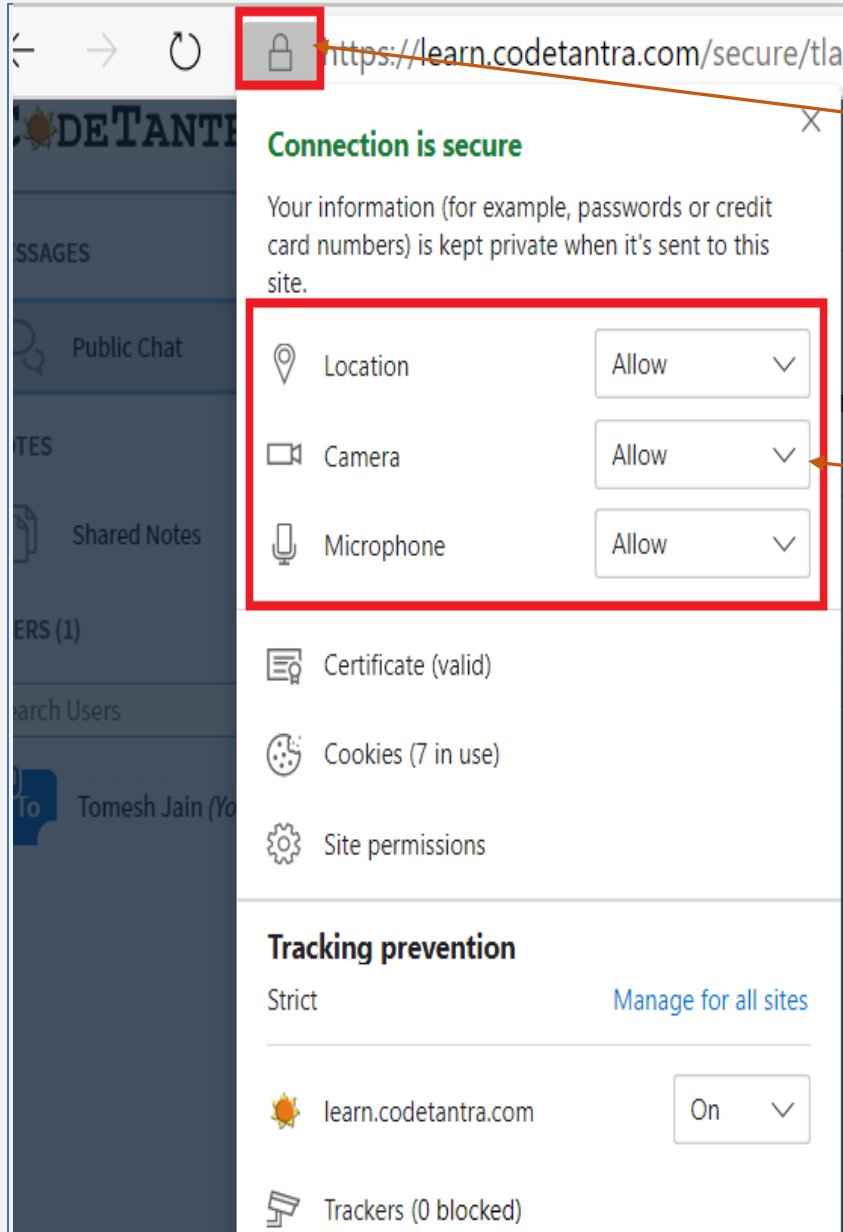 https://learn.codetantra.com/secure/tla
CODETANTR
Connection is secure
Your information (for example, passwords or credit
card numbers) is kept private when it's sent to this
site.
SSAGES
Public Chat
Location Allow
Camera Allow
OTES
Shared Notes
Microphone Allow
ERS (1)
Certificate (valid)
earch Users
Cookies (7 in use)
To Tomesh Jain (Yo
Site permissions
Tracking prevention
Strict Manage for all sites
learn.codetantra.com On
Trackers (0 blocked)